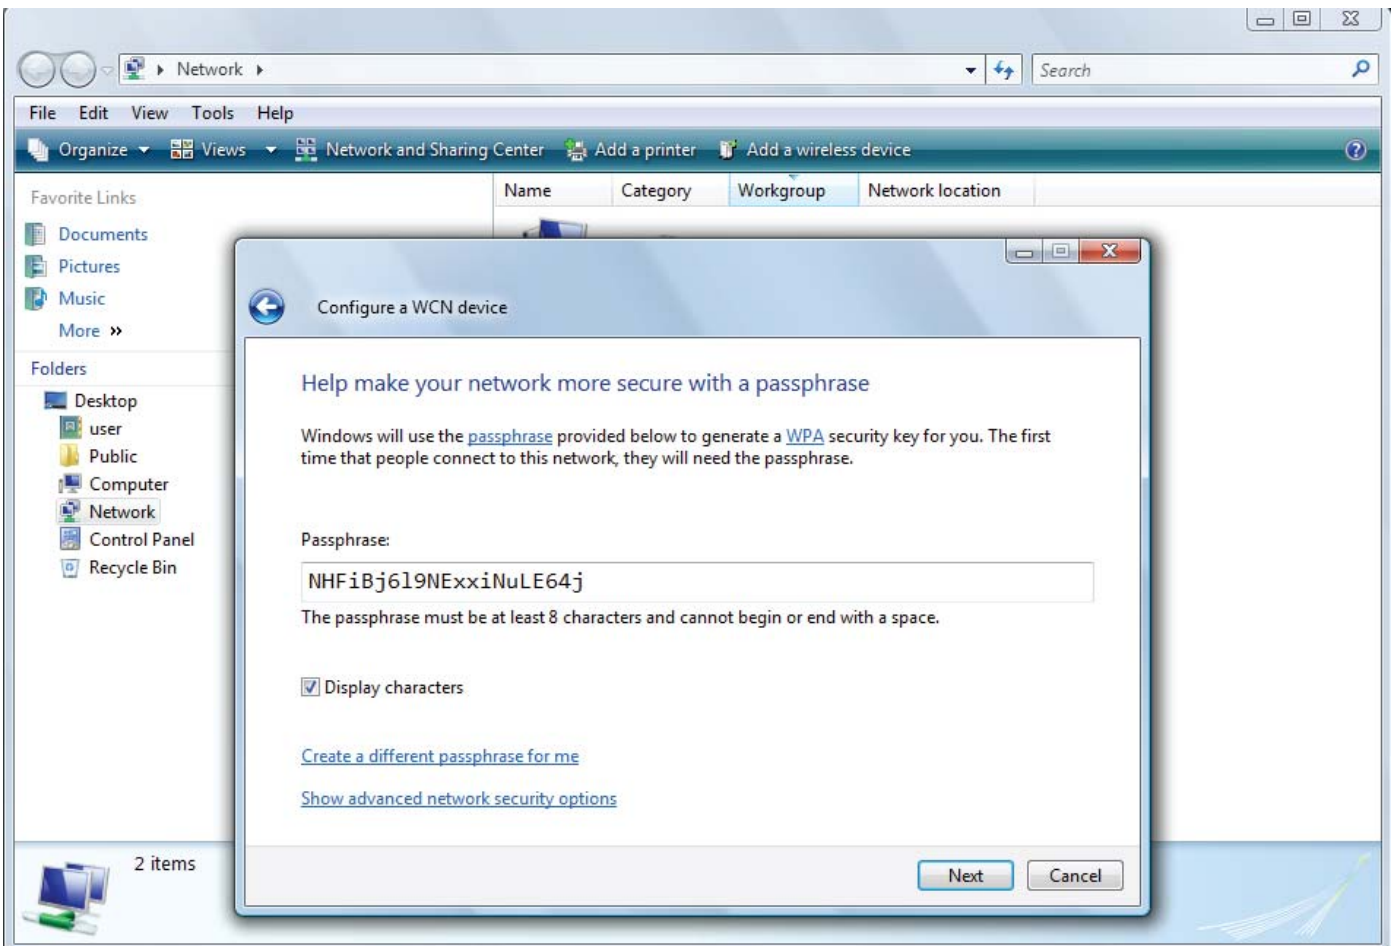 Network
Search
File Edit View Tools Help
Organize Views Network and Sharing Center Add a printer Add a wireless device
Name Category Workgroup Network location
Favorite Links
Documents
Pictures
Music
More »
Folders
Desktop
user
Public
Computer
Network
Control Panel
Recycle Bin
Configure a WCN device
Help make your network more secure with a passphrase
Windows will use the passphrase provided below to generate a WPA security key for you. The first
time that people connect to this network, they will need the passphrase.
Passphrase:
NHFiBj6l9NExxiNuLE64j
The passphrase must be at least 8 characters and cannot begin or end with a space.
Display characters
Create a different passphrase for me
Show advanced network security options
Next Cancel
2 items